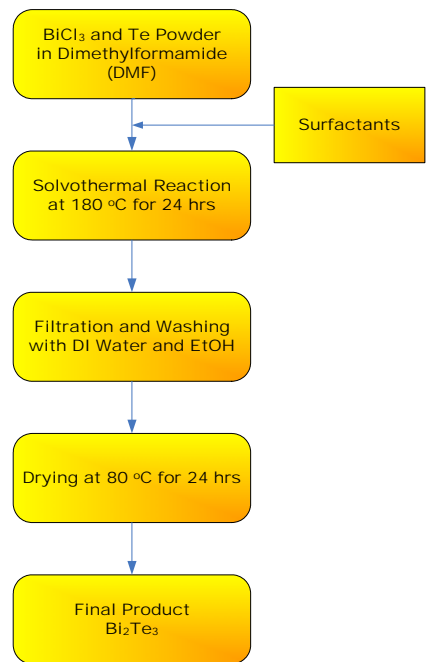 BiCl₃ and Te Powder
in Dimethylformamide
(DMF)
Surfactants
Solvothermal Reaction
at 180 ºC for 24 hrs
Filtration and Washing
with DI Water and EtOH
Drying at 80 ºC for 24 hrs
Final Product
Bi₂Te₃